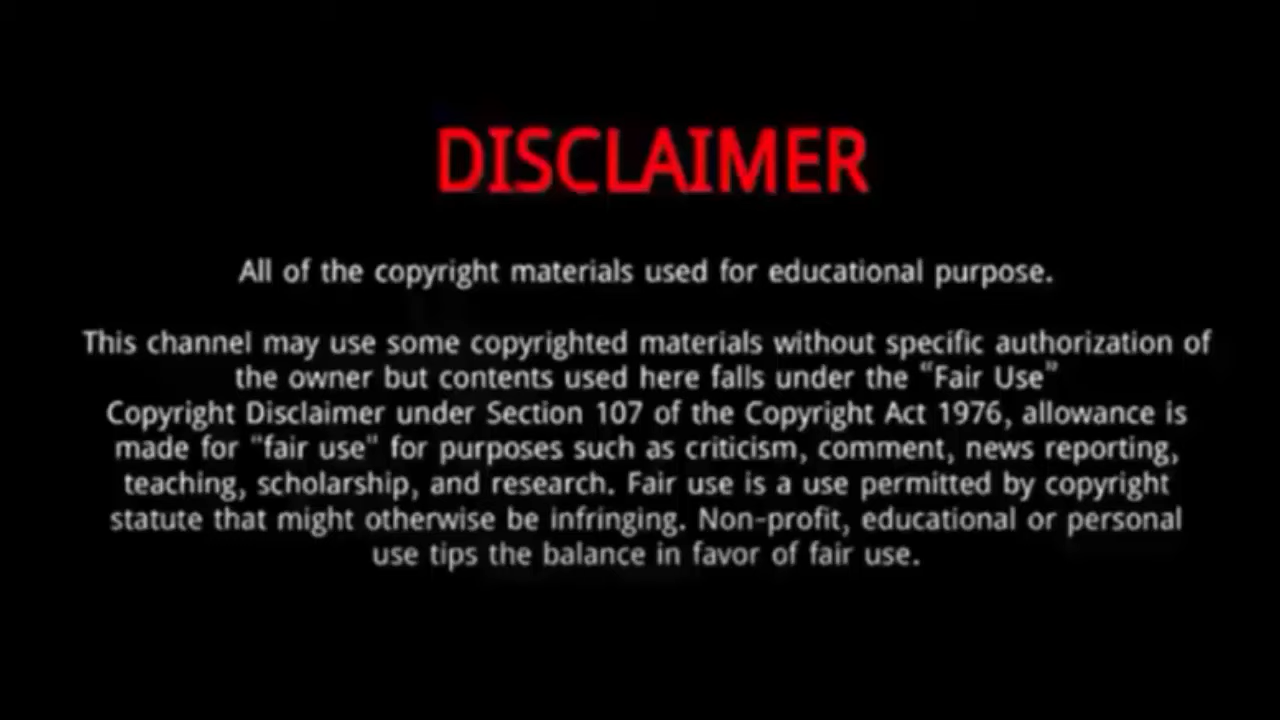 DISCLAIMER
All of the copyright materials used for educational purpose.
This channel may use some copyrighted materials without specific authorization of
the owner but contents used here falls under the “Fair Use”
Copyright Disclaimer under Section 107 of the Copyright Act 1976, allowance is
made for "fair use" for purposes such as criticism, comment, news reporting,
teaching, scholarship, and research. Fair use is a use permitted by copyright
statute that might otherwise be infringing. Non-profit, educational or personal
use tips the balance in favor of fair use.